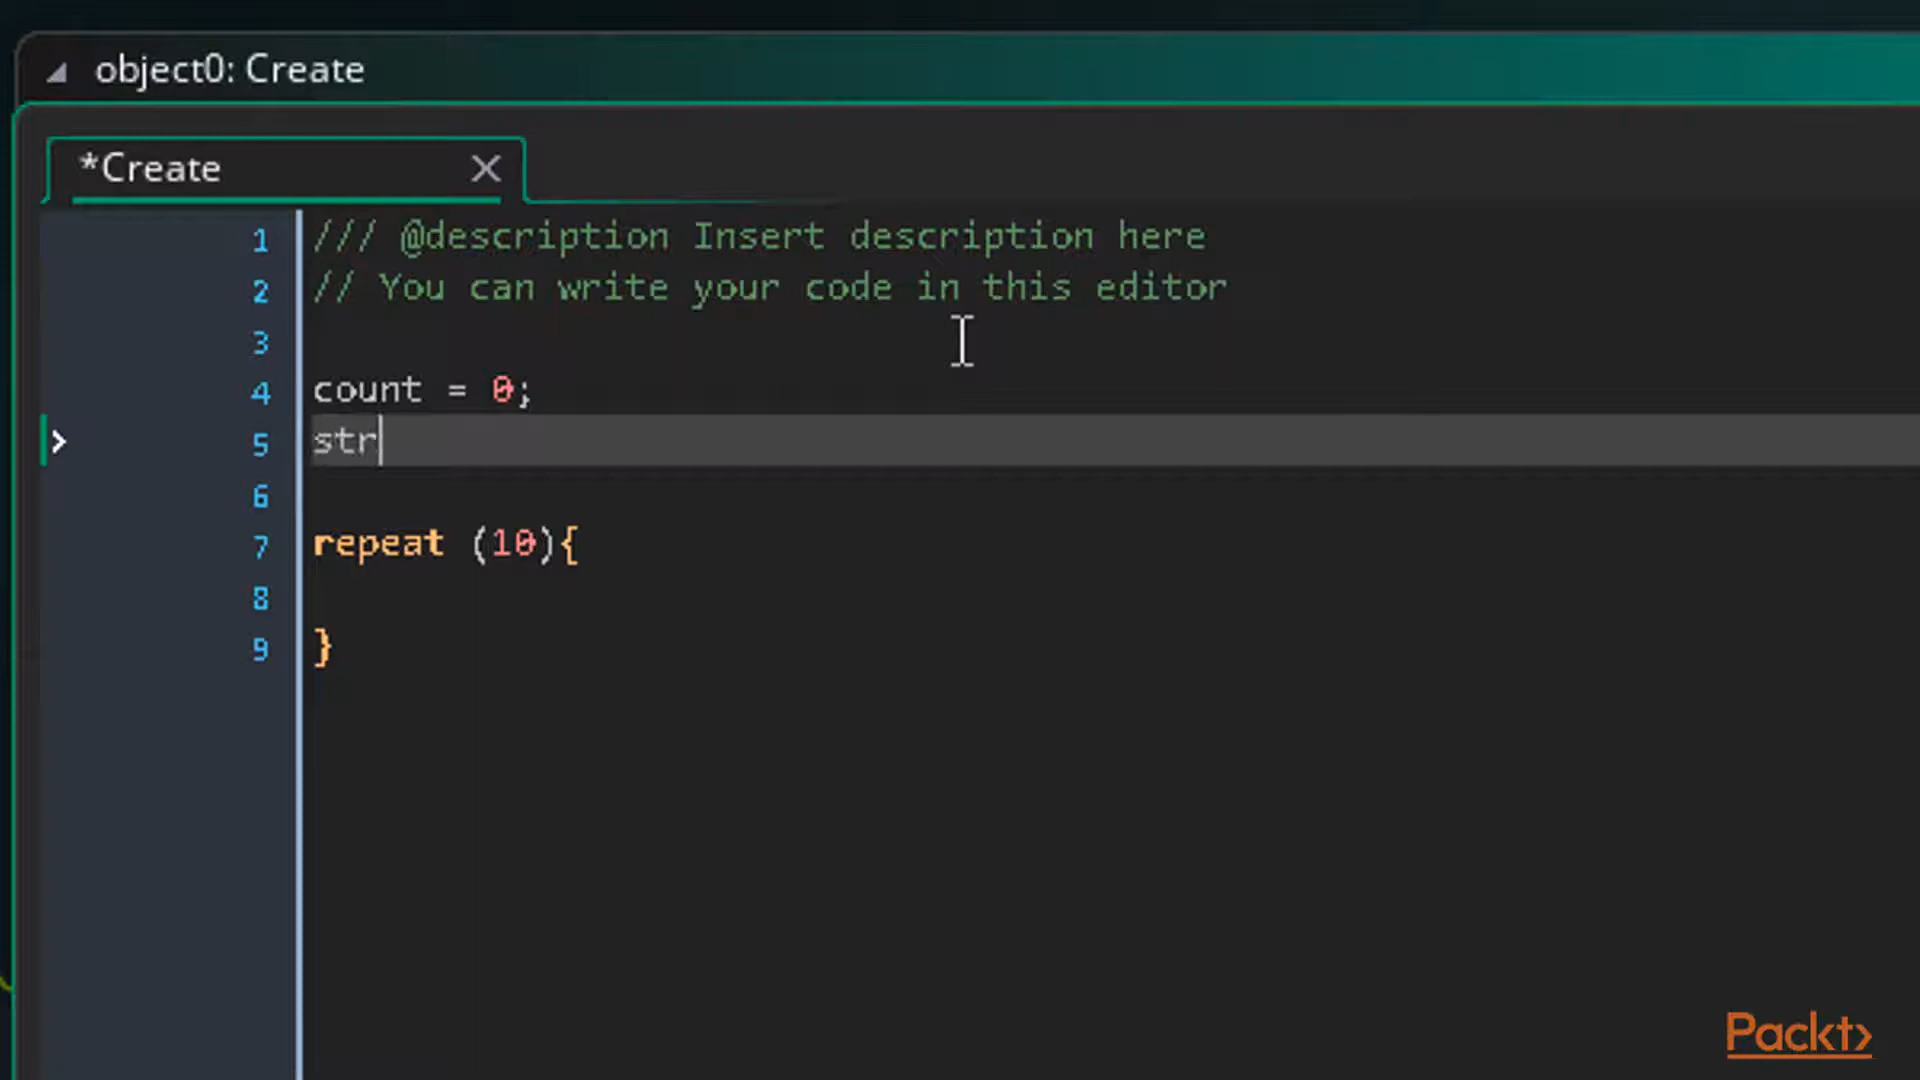 object0: Create
*Create
1 /// @description Insert description here
2 // You can write your code in this editor
3
4 count = 0;
5 str
6
7 repeat (10){
8
9 }
Packt>